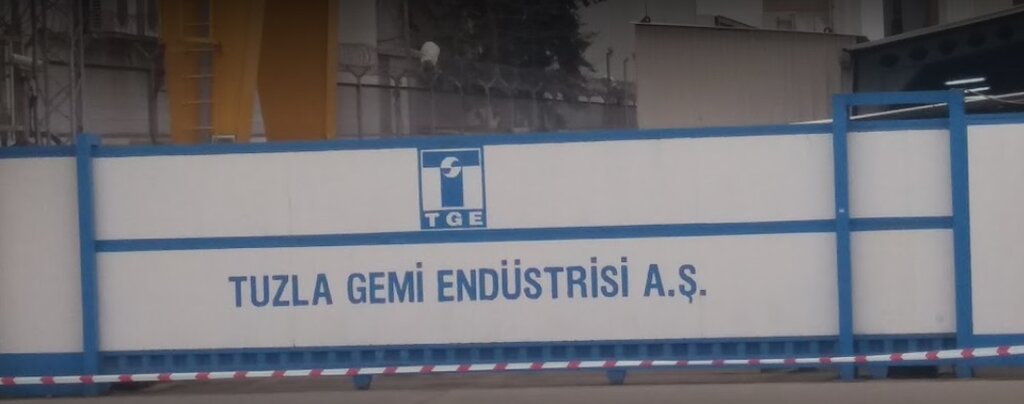 TGE
TUZLA GEMİ ENDÜSTRİSİ A.Ş.